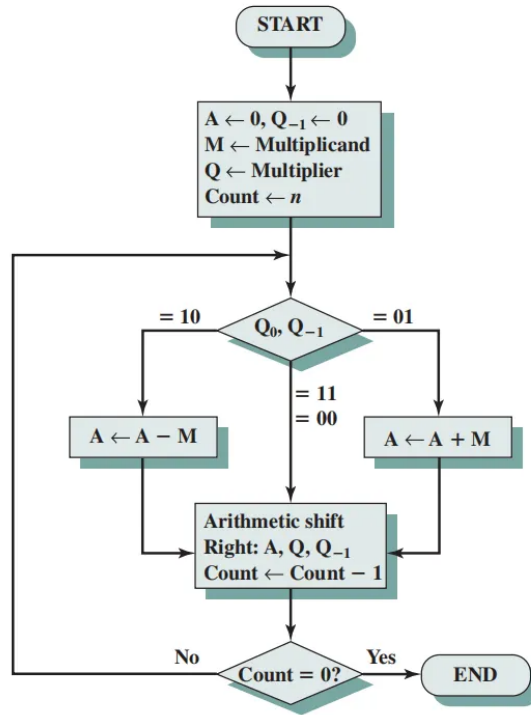 START
A ← 0, Q₋₁ ← 0
M ← Multiplicand
Q ← Multiplier
Count ← n
= 10
Q₀, Q₋₁
= 01
= 11
= 00
A ← A − M
A ← A + M
Arithmetic shift
Right: A, Q, Q₋₁
Count ← Count − 1
No
Count = 0?
Yes
END